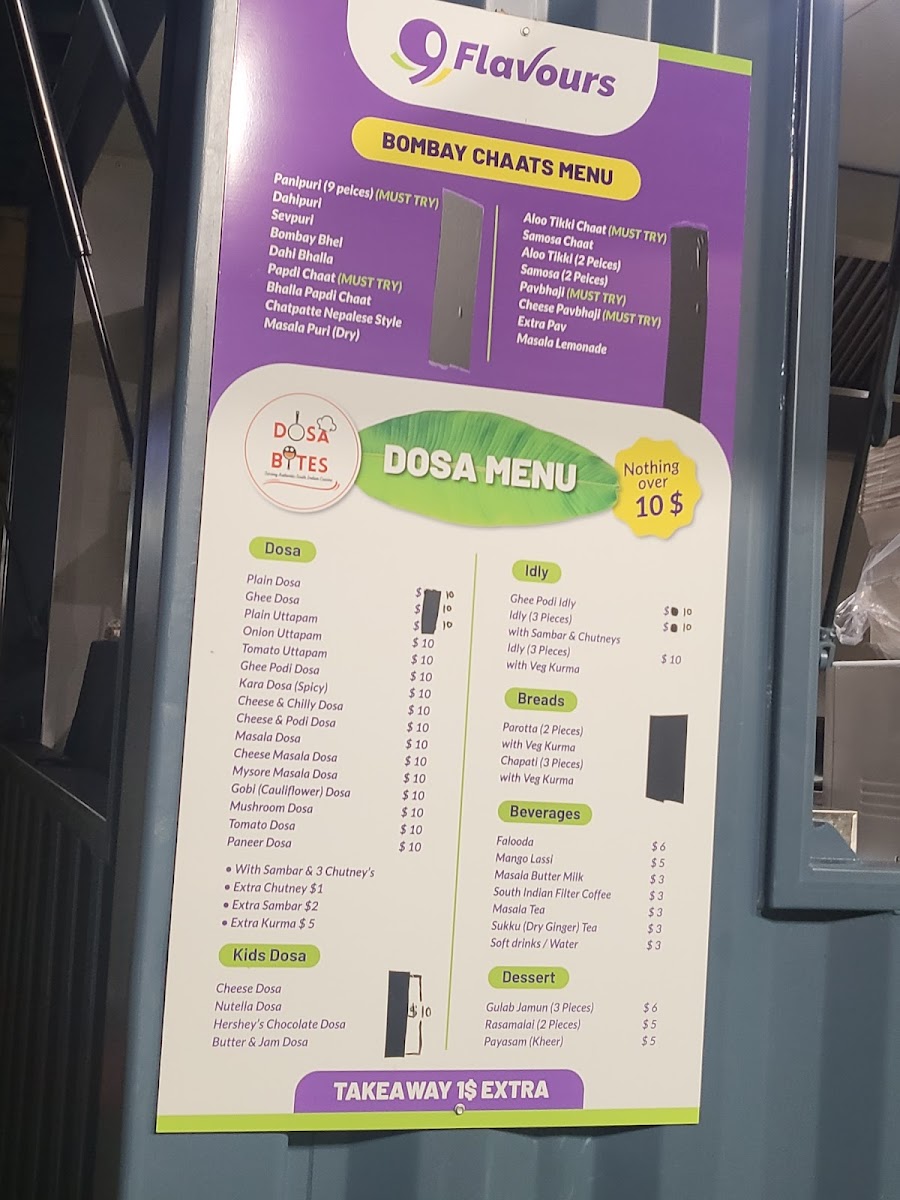 9 Flavours
BOMBAY CHAATS MENU
Panipuri (9 peices) (MUST TRY)
Dahipuri
Sevpuri
Bombay Bhel
Dahi Bhalla
Papdi Chaat (MUST TRY)
Bhalla Papdi Chaat
Chatpatte Nepalese Style
Masala Puri (Dry)
Aloo Tikki Chaat (MUST TRY)
Samosa Chaat
Aloo Tikki (2 Peices)
Samosa (2 Peices)
Pavbhaji (MUST TRY)
Cheese Pavbhaji (MUST TRY)
Extra Pav
Masala Lemonade
DOSA
BITES
DOSA MENU
Nothing
over
10 $
Dosa
Plain Dosa $ 10
Ghee Dosa $ 10
Plain Uttapam $ 10
Onion Uttapam $ 10
Tomato Uttapam $ 10
Ghee Podi Dosa $ 10
Kara Dosa (Spicy) $ 10
Cheese & Chilly Dosa $ 10
Cheese & Podi Dosa $ 10
Masala Dosa $ 10
Cheese Masala Dosa $ 10
Mysore Masala Dosa $ 10
Gobi (Cauliflower) Dosa $ 10
Mushroom Dosa $ 10
Tomato Dosa $ 10
Paneer Dosa $ 10
• With Sambar & 3 Chutney's
• Extra Chutney $1
• Extra Sambar $2
• Extra Kurma $ 5
Kids Dosa
Cheese Dosa
Nutella Dosa
Hershey's Chocolate Dosa
Butter & Jam Dosa
$ 10
Idly
Ghee Podi Idly $ 10
Idly (3 Pieces) $ 10
with Sambar & Chutneys
Idly (3 Pieces) $ 10
with Veg Kurma
Breads
Parotta (2 Pieces)
with Veg Kurma
Chapati (3 Pieces)
with Veg Kurma
Beverages
Falooda $ 6
Mango Lassi $ 5
Masala Butter Milk $ 3
South Indian Filter Coffee $ 3
Masala Tea $ 3
Sukku (Dry Ginger) Tea $ 3
Soft drinks / Water $ 3
Dessert
Gulab Jamun (3 Pieces) $ 6
Rasamalai (2 Pieces) $ 5
Payasam (Kheer) $ 5
TAKEAWAY 1$ EXTRA